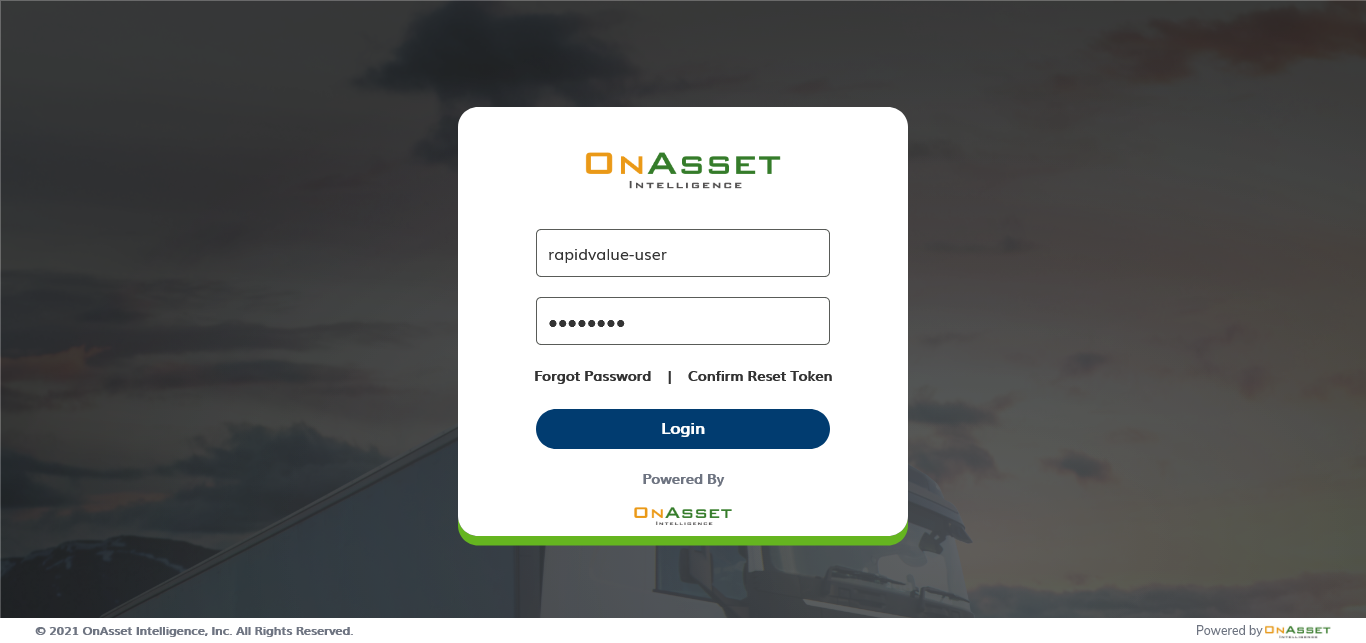 OnAsset
Intelligence
rapidvalue-user
••••••••
Forgot Password | Confirm Reset Token
Login
Powered By
OnAsset
Intelligence
© 2021 OnAsset Intelligence, Inc. All Rights Reserved.
Powered by OnAsset
Intelligence